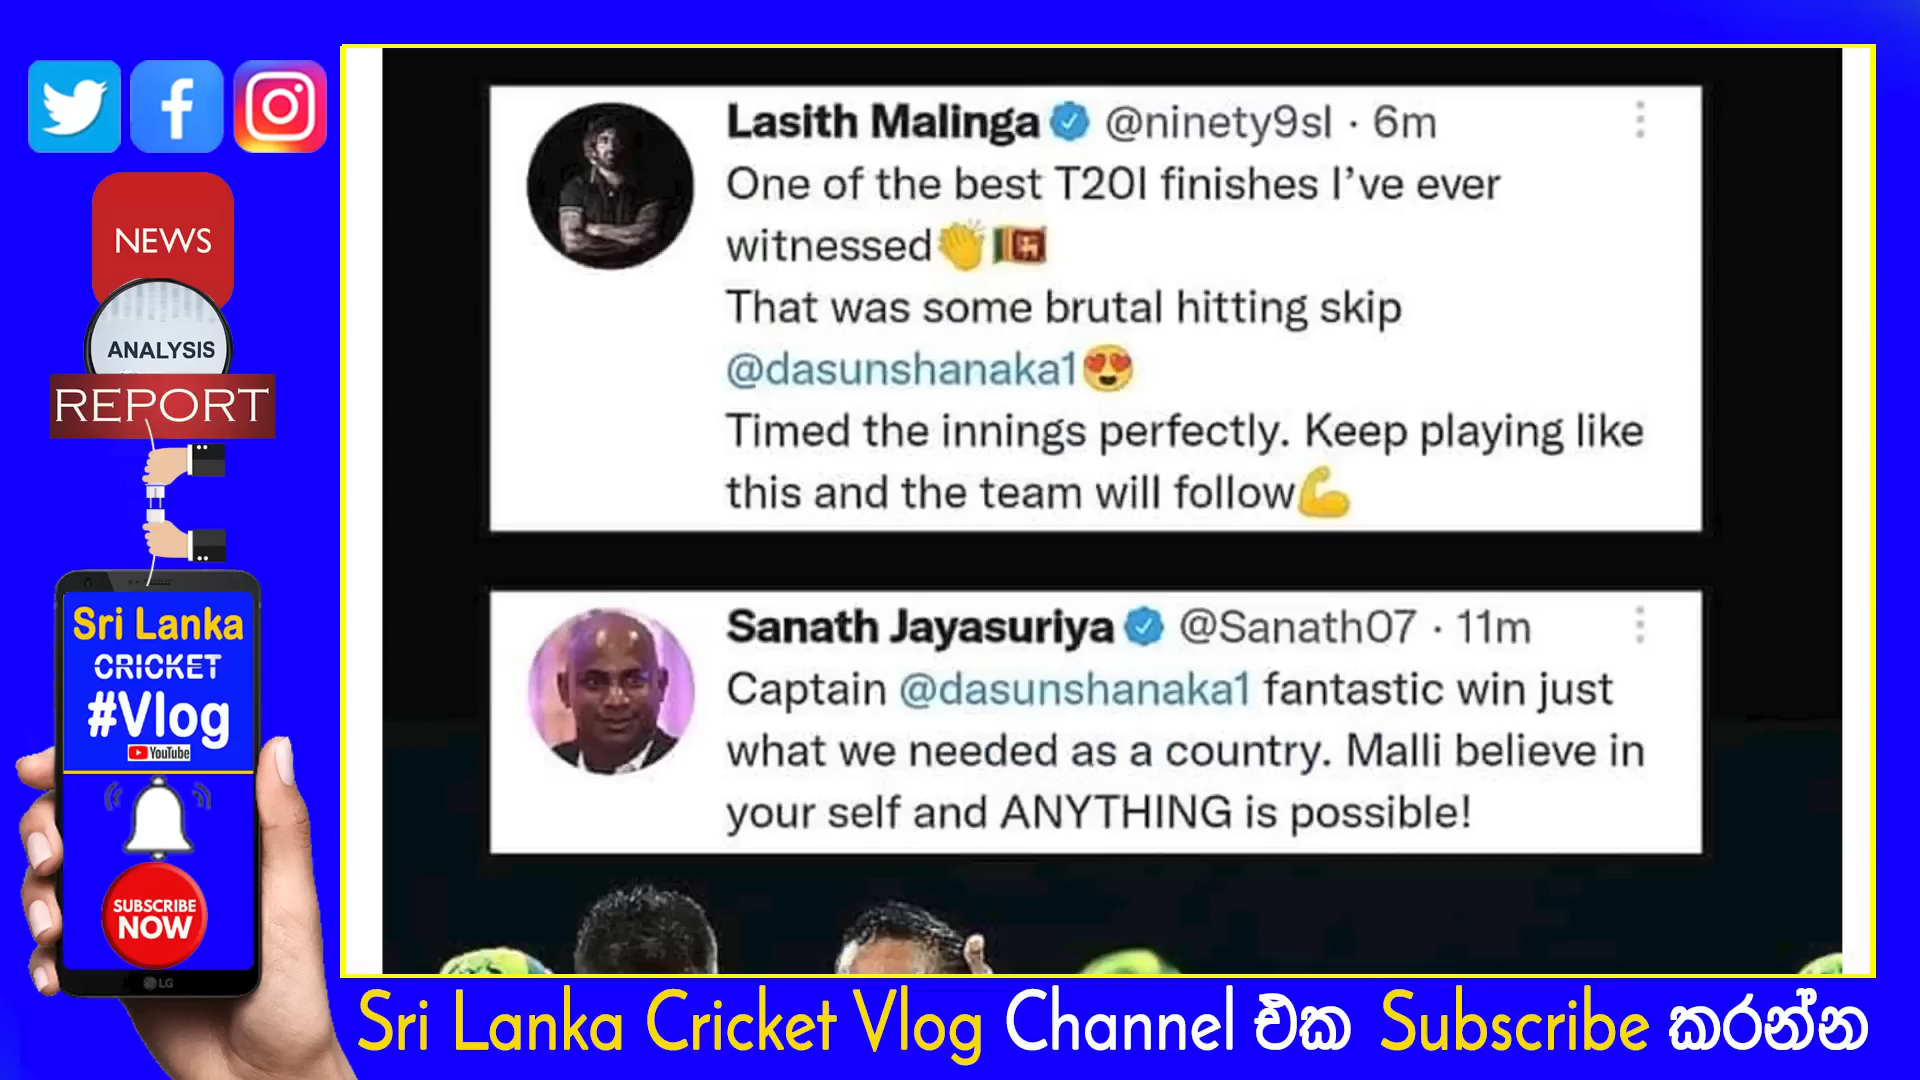 NEWS
ANALYSIS
REPORT
Sri Lanka
CRICKET
#Vlog
YouTube
SUBSCRIBE
NOW
LG
Lasith Malinga @ninety9sl · 6m
One of the best T20I finishes I’ve ever
witnessed👏🇱🇰
That was some brutal hitting skip
@dasunshanaka1😍
Timed the innings perfectly. Keep playing like
this and the team will follow💪
Sanath Jayasuriya @Sanath07 · 11m
Captain @dasunshanaka1 fantastic win just
what we needed as a country. Malli believe in
your self and ANYTHING is possible!
Sri Lanka Cricket Vlog Channel එක Subscribe කරන්න